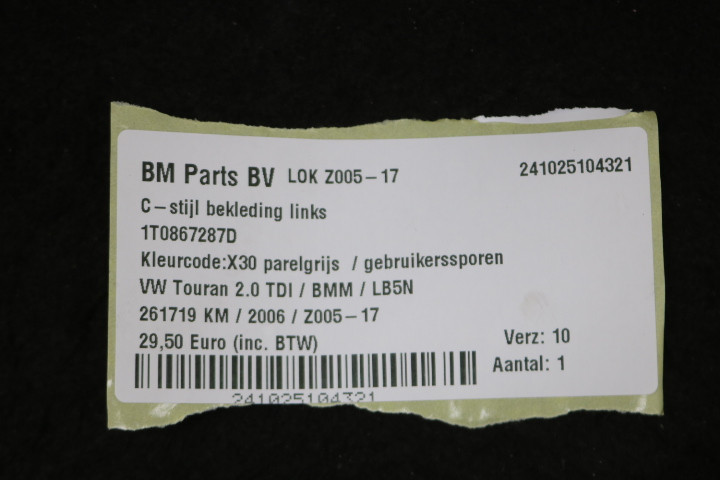 BM Parts BV LOK Z005-17 241025104321
C-stijl bekleding links
1T0867287D
Kleurcode:X30 parelgrijs / gebruikerssporen
VW Touran 2.0 TDI / BMM / LB5N
261719 KM / 2006 / Z005-17
29,50 Euro (inc. BTW) Verz: 10
Aantal: 1
241025104321